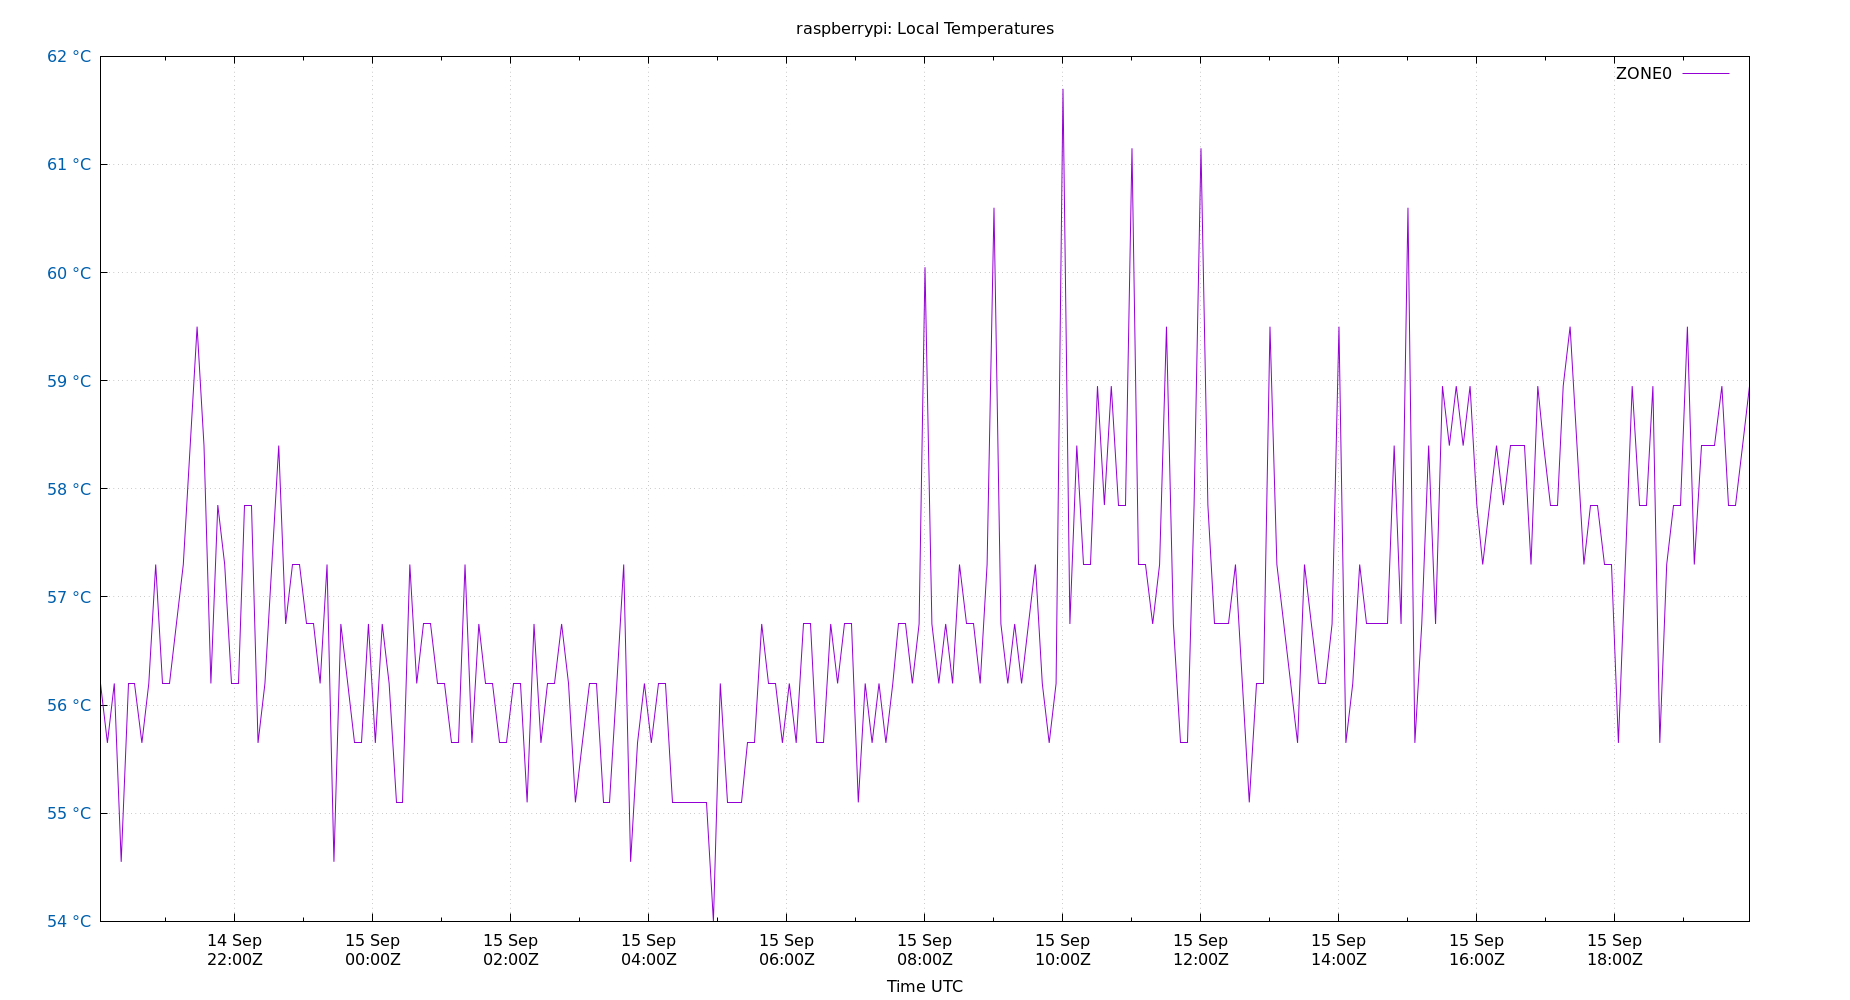 raspberrypi: Local Temperatures
ZONE0
62 °C
61 °C
60 °C
59 °C
58 °C
57 °C
56 °C
55 °C
54 °C
14 Sep 15 Sep 15 Sep 15 Sep 15 Sep 15 Sep 15 Sep 15 Sep 15 Sep 15 Sep 15 Sep
22:00Z 00:00Z 02:00Z 04:00Z 06:00Z 08:00Z 10:00Z 12:00Z 14:00Z 16:00Z 18:00Z
Time UTC